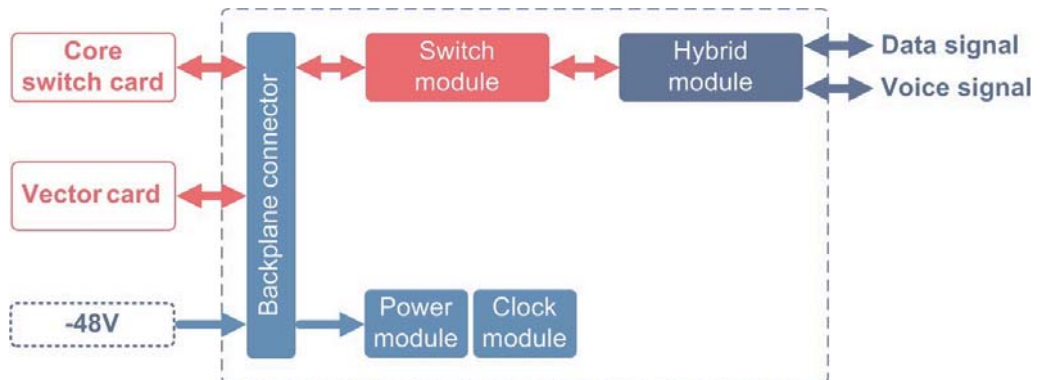 Core
switch card
Switch
module
Hybrid
module
Data signal
Voice signal
Backplane connector
Vector card
-48V
Power
module
Clock
module